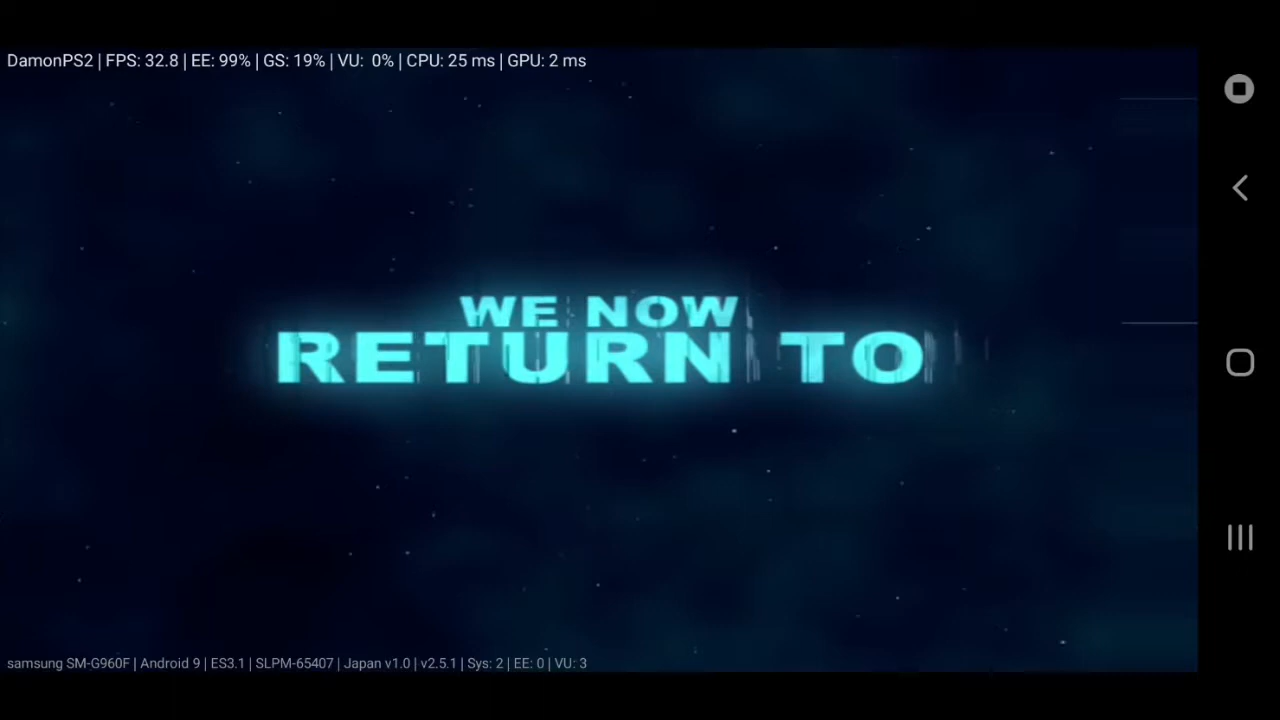 DamonPS2 | FPS: 32.8 | EE: 99% | GS: 19% | VU:  0% | CPU: 25 ms | GPU: 2 ms
WE NOW
RETURN TO
samsung SM-G960F | Android 9 | ES3.1 | SLPM-65407 | Japan v1.0 | v2.5.1 | Sys: 2 | EE: 0 | VU: 3